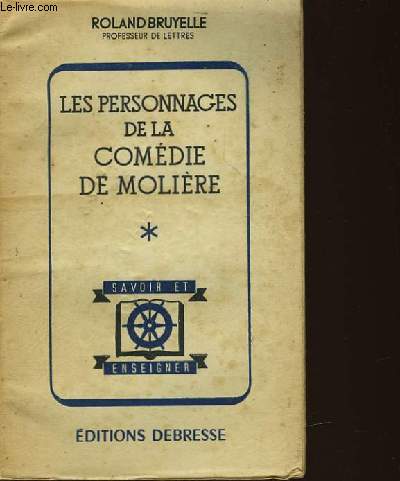 Le-livre.com
ROLAND BRUYELLE
PROFESSEUR DE LETTRES
LES PERSONNAGES
DE LA
COMÉDIE
DE MOLIÈRE
*
SAVOIR ET
ENSEIGNER
ÉDITIONS DEBRESSE